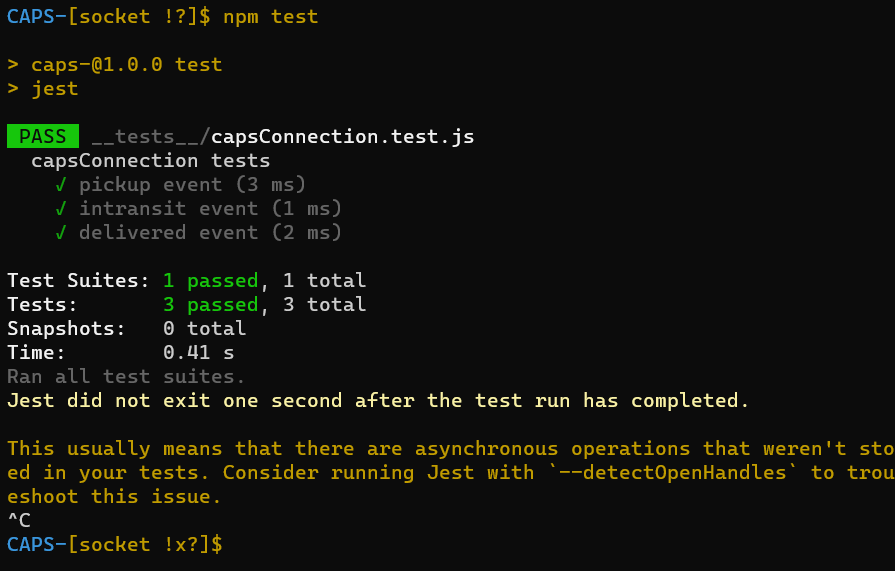 CAPS-[socket !?]$ npm test
> caps-@1.0.0 test
> jest
PASS __tests__/capsConnection.test.js
capsConnection tests
√ pickup event (3 ms)
√ intransit event (1 ms)
√ delivered event (2 ms)
Test Suites: 1 passed, 1 total
Tests: 3 passed, 3 total
Snapshots: 0 total
Time: 0.41 s
Ran all test suites.
Jest did not exit one second after the test run has completed.
This usually means that there are asynchronous operations that weren't sto
ed in your tests. Consider running Jest with `--detectOpenHandles` to trou
eshoot this issue.
^C
CAPS-[socket !x?]$